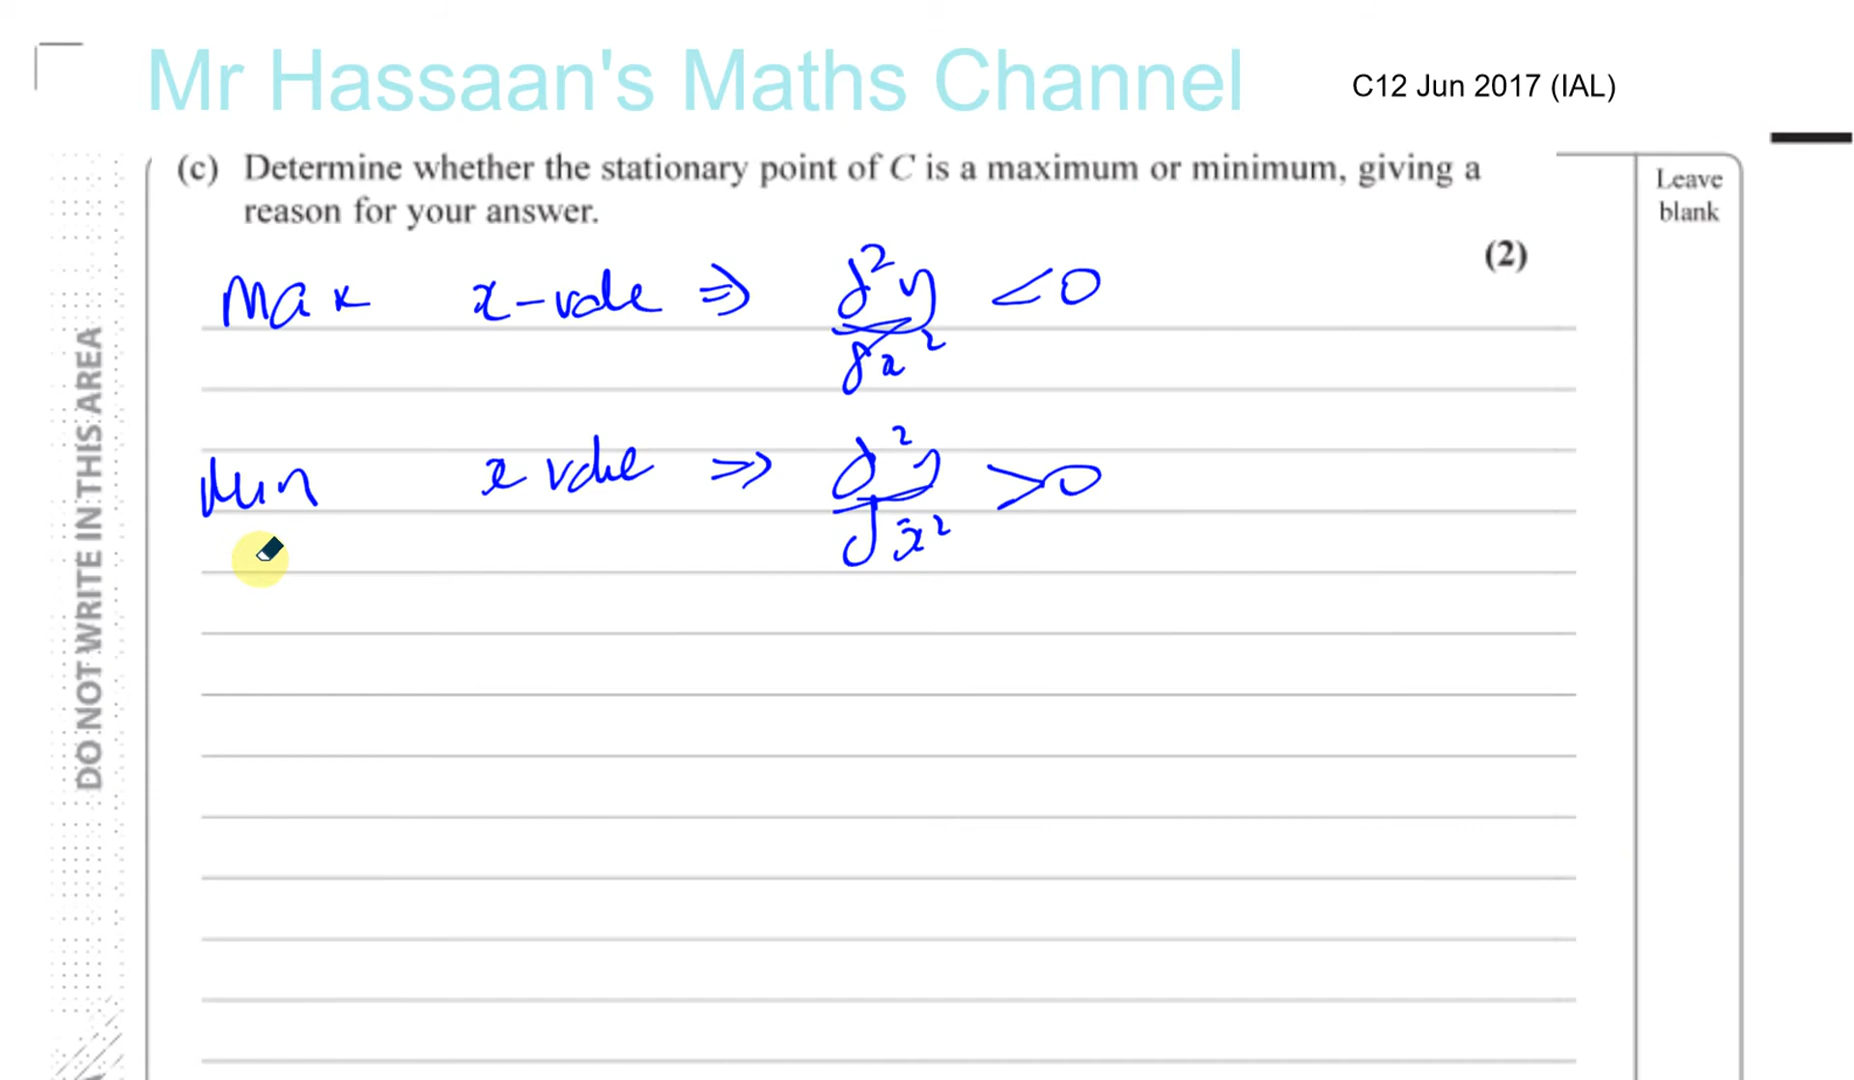 Mr Hassaan's Maths Channel
C12 Jun 2017 (IAL)
(c) Determine whether the stationary point of C is a maximum or minimum, giving a
reason for your answer.
(2)
Leave
blank
Max x-value ⇒ d²y/dx² <0
Min x value ⇒ d²y/dx² >0
DO NOT WRITE IN THIS AREA